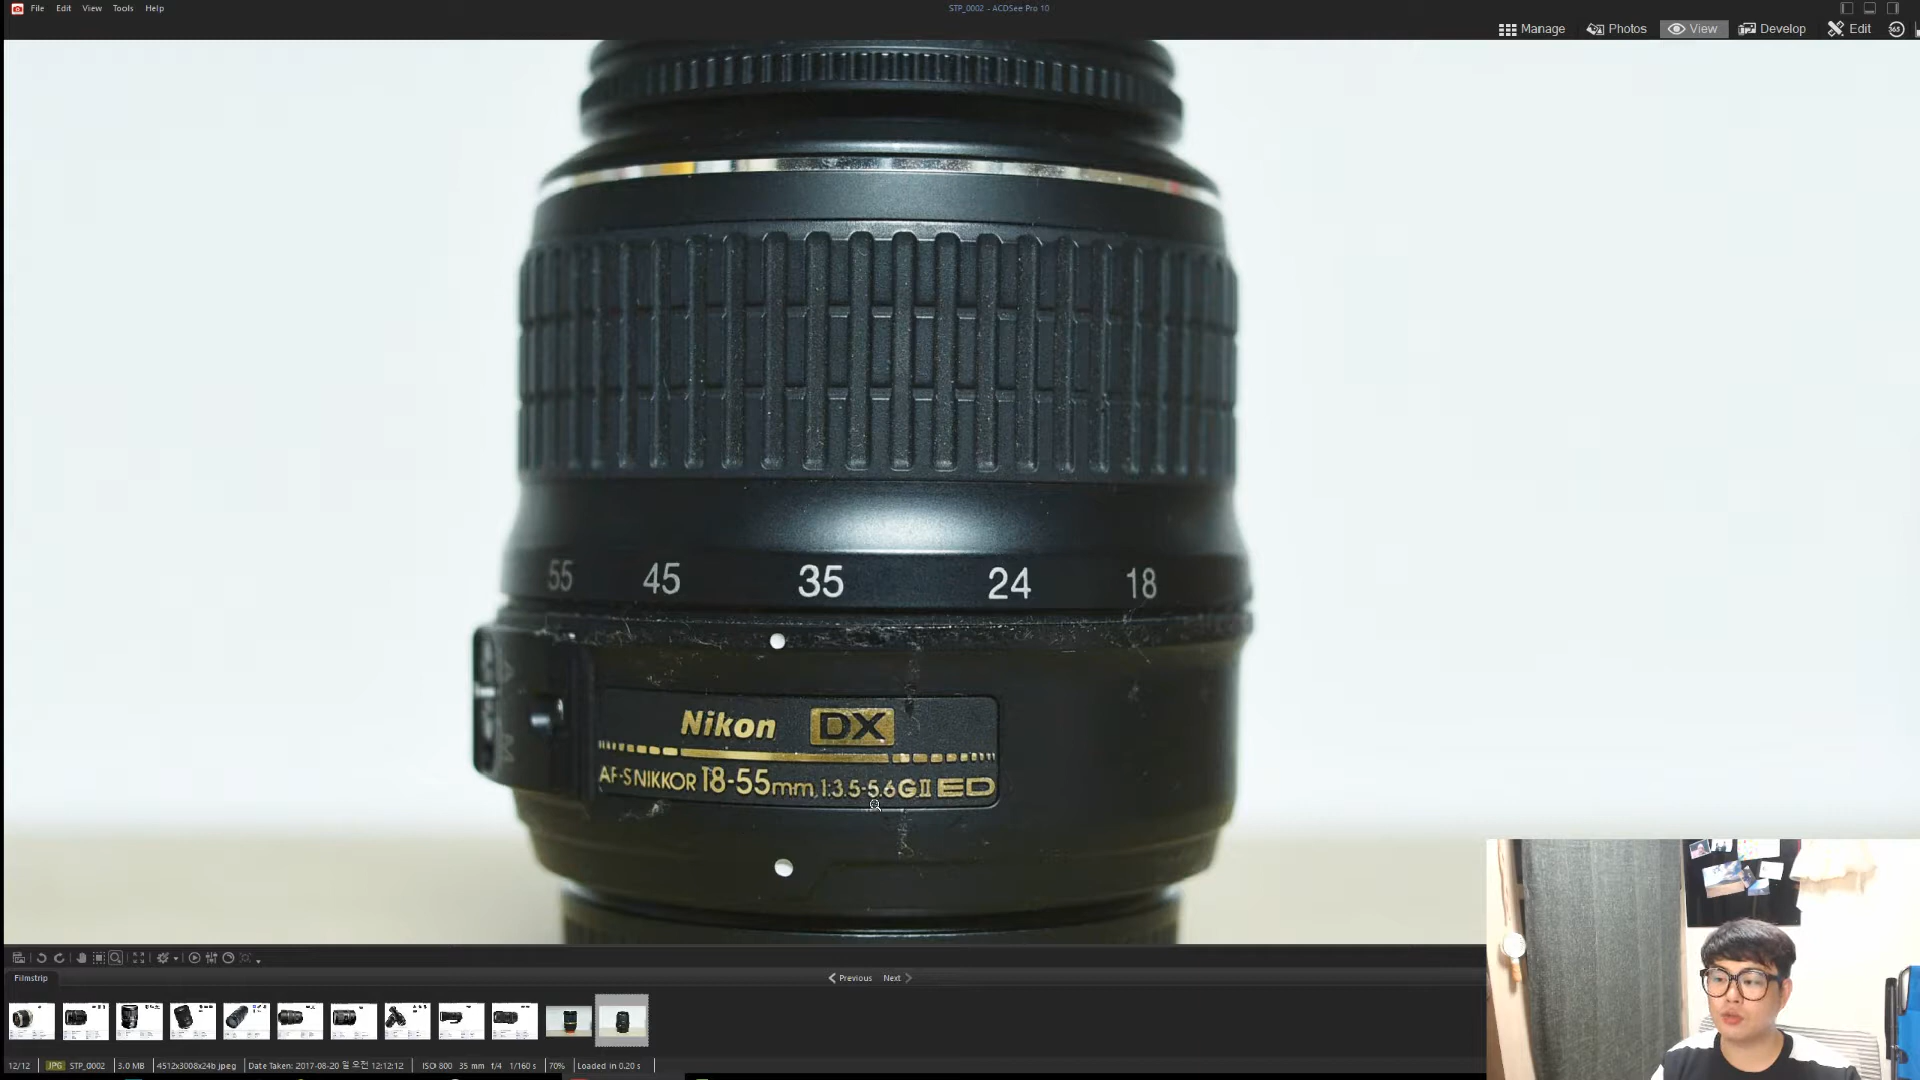 File Edit View Tools Help
STP_0002 - ACDSee Pro 10
Manage Photos View Develop Edit 365
55 45 35 24 18
A
M
Nikon DX
AF-S NIKKOR 18-55mm 1:3.5-5.6GII ED
Filmstrip
Previous Next
12/12 JPG STP_0002 3.0 MB 4512x3008x24b jpeg Date Taken: 2017-08-20 일 오전 12:12:12 ISO 800 35 mm f/4 1/160 s 70% Loaded in 0.20 s